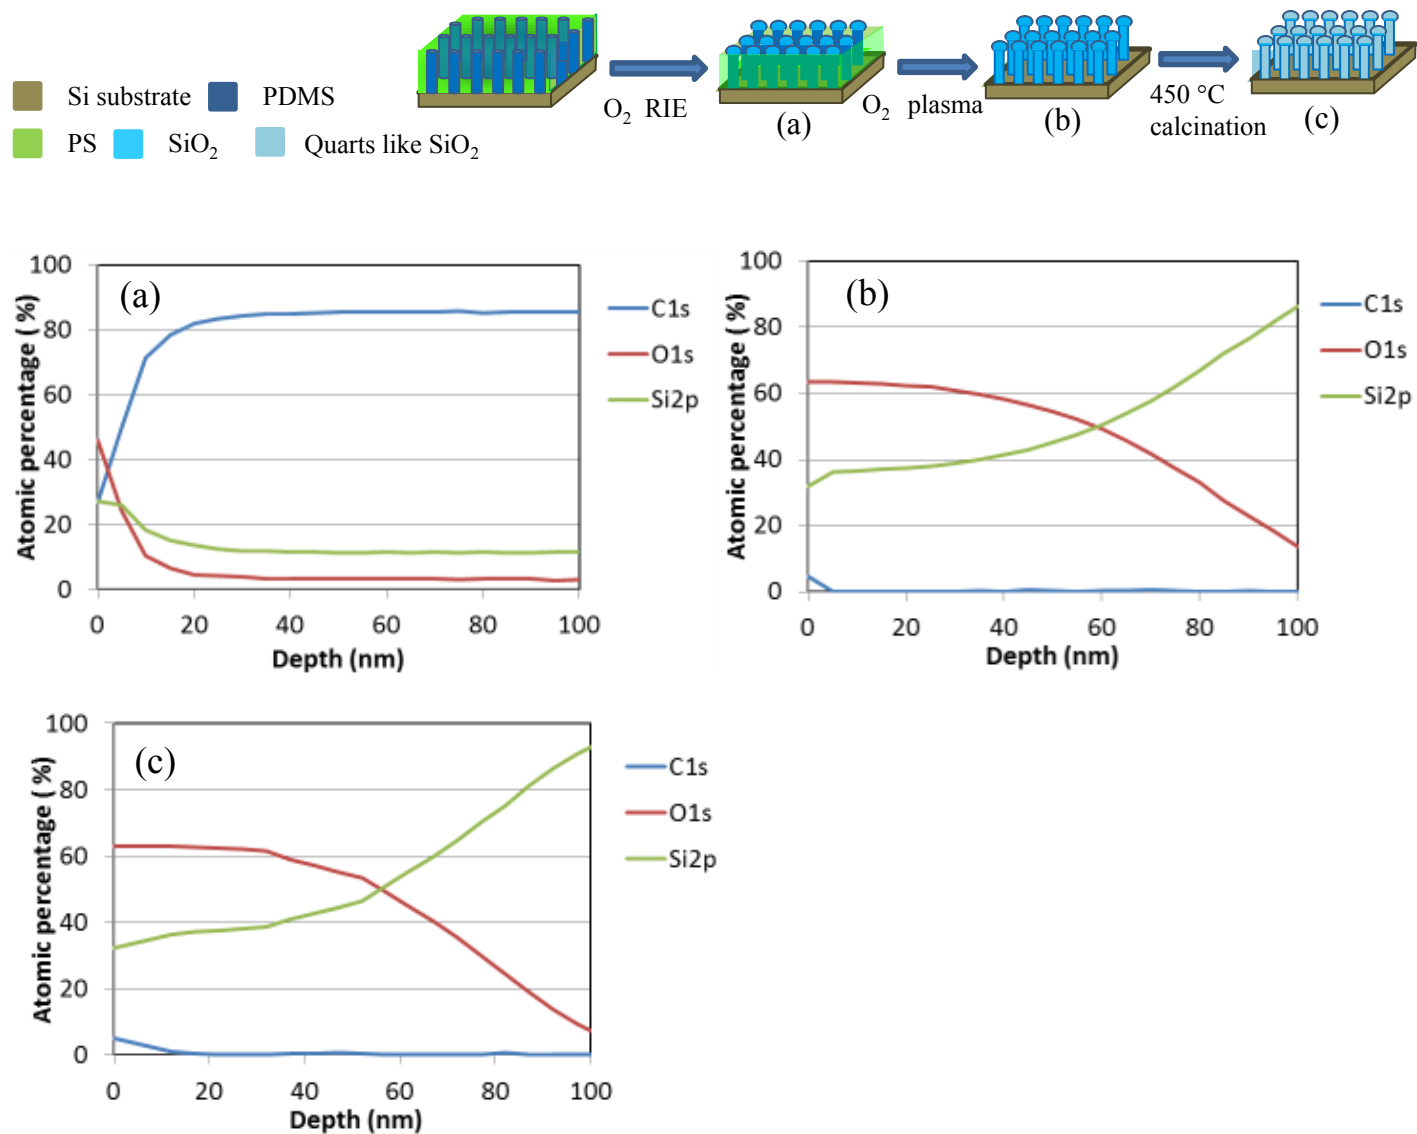 Si substrate PDMS
PS SiO2 Quarts like SiO2
O2 RIE
(a)
O2 plasma
(b)
450 °C
calcination
(c)
(a)
Atomic percentage ( %)
100
80
60
40
20
0
0 20 40 60 80 100
Depth (nm)
C1s
O1s
Si2p
(b)
Atomic percentage ( %)
100
80
60
40
20
0
0 20 40 60 80 100
Depth (nm)
C1s
O1s
Si2p
(c)
Atomic percentage ( %)
100
80
60
40
20
0
0 20 40 60 80 100
Depth (nm)
C1s
O1s
Si2p